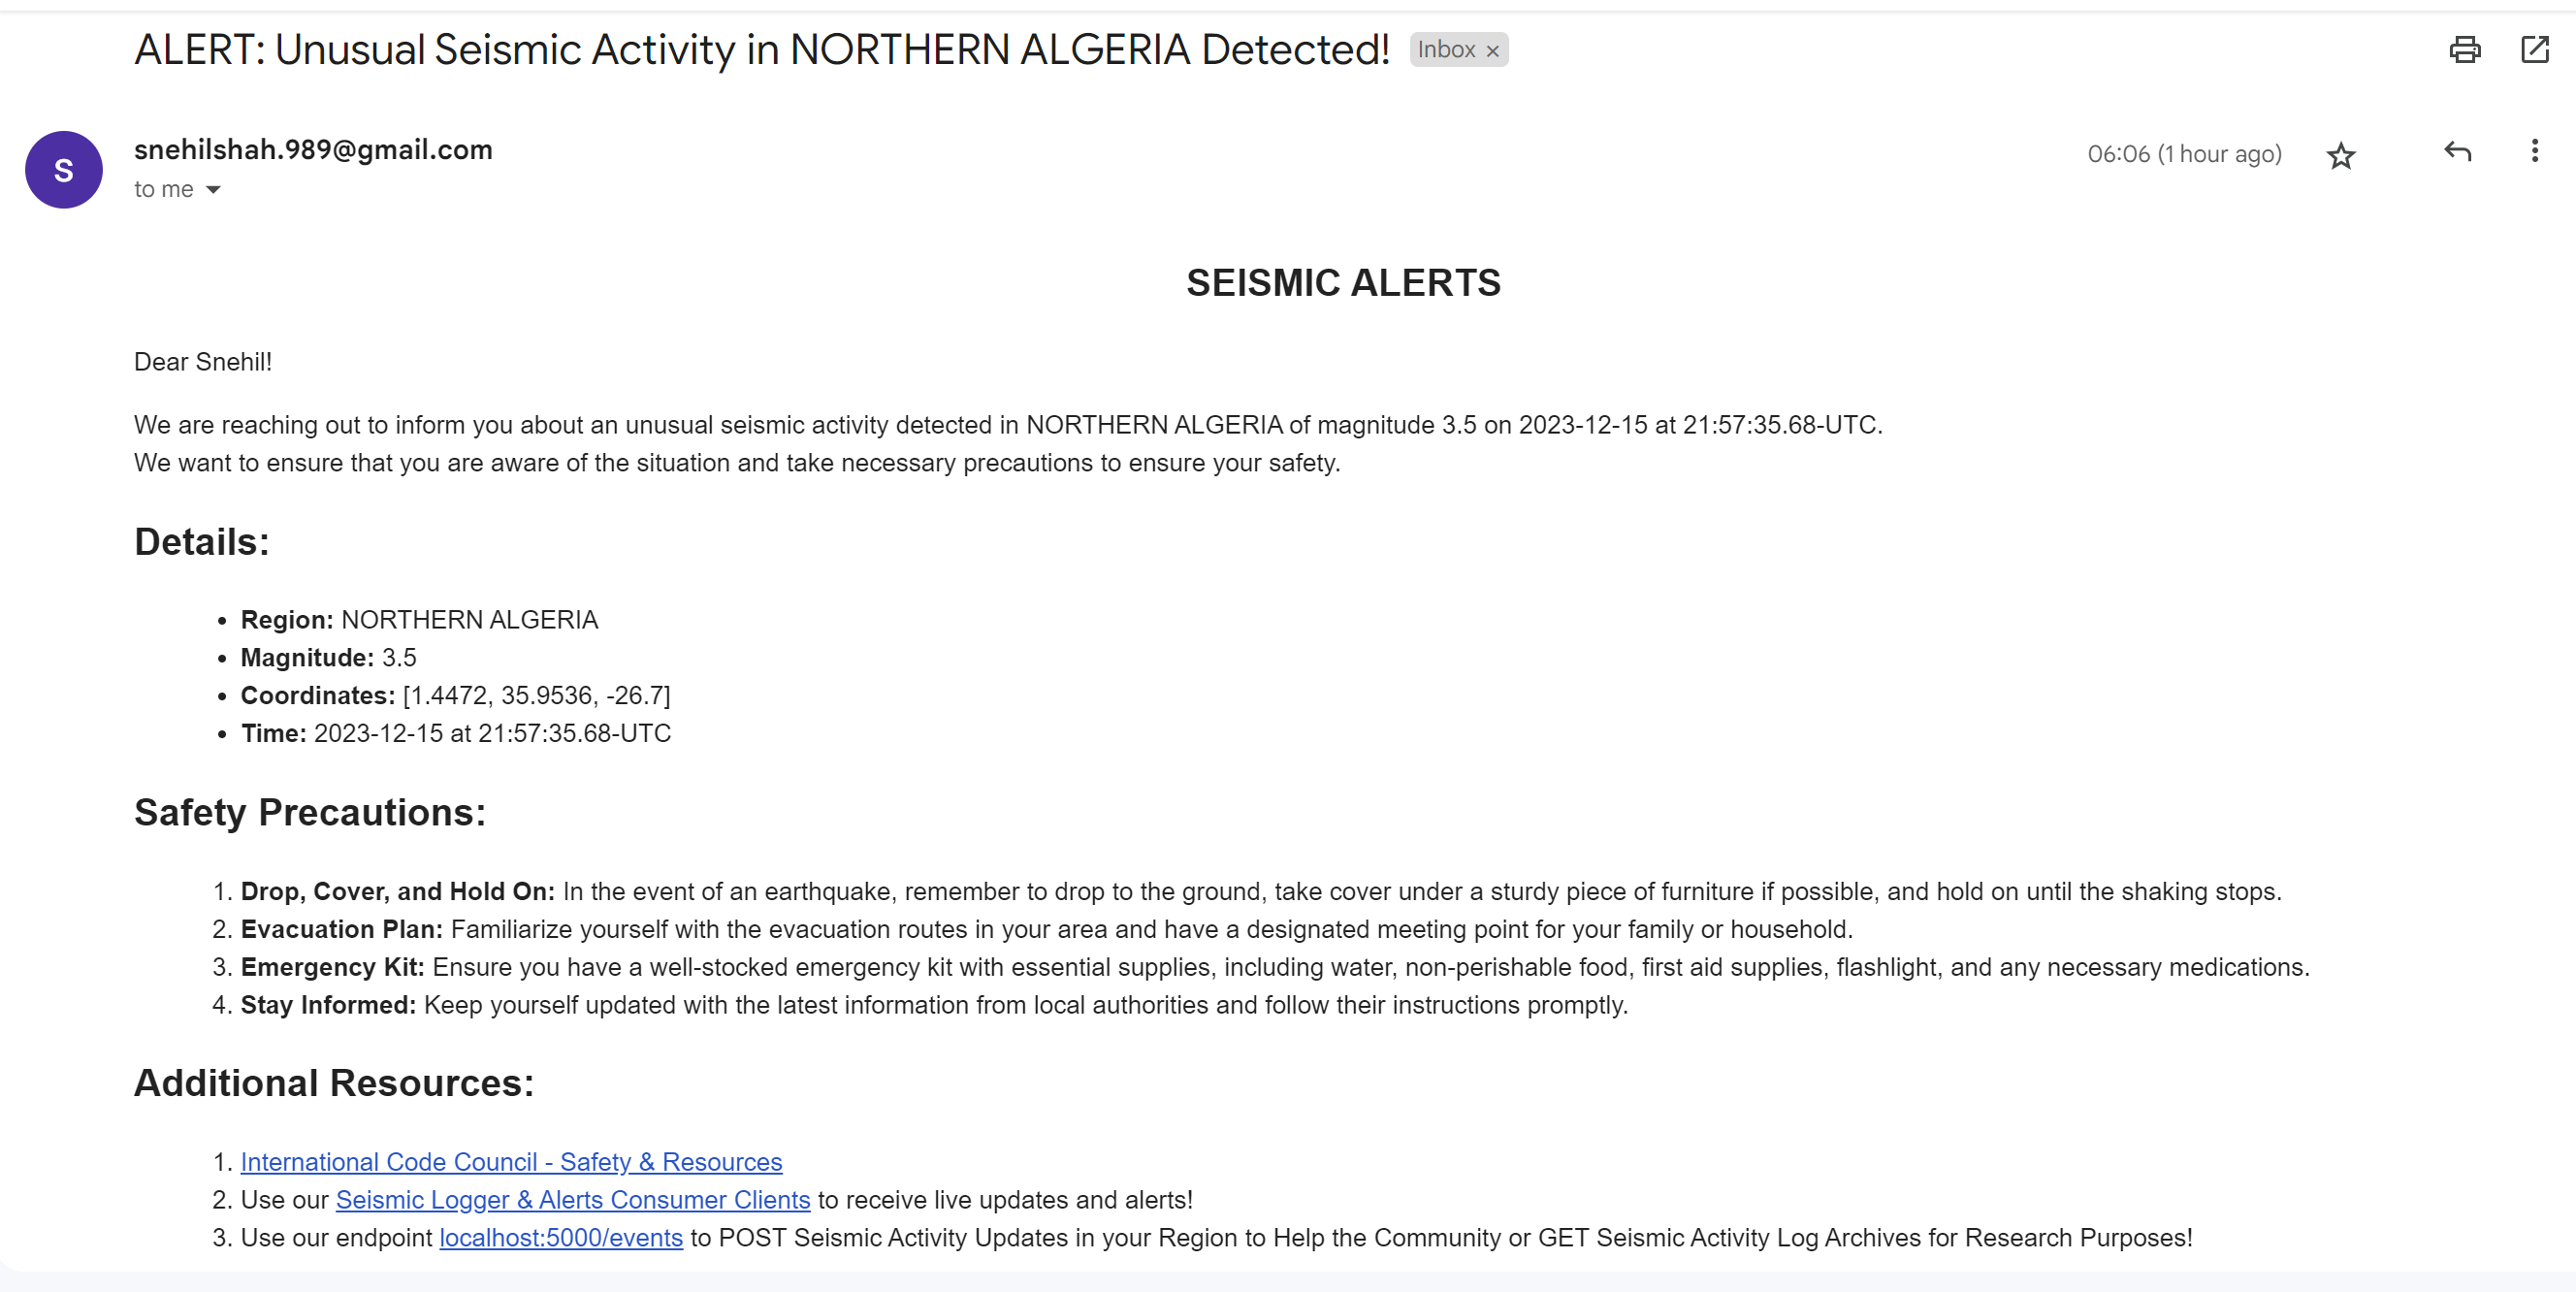 ALERT: Unusual Seismic Activity in NORTHERN ALGERIA Detected! Inbox ×
S
snehilshah.989@gmail.com
06:06 (1 hour ago)
to me
SEISMIC ALERTS
Dear Snehil!
We are reaching out to inform you about an unusual seismic activity detected in NORTHERN ALGERIA of magnitude 3.5 on 2023-12-15 at 21:57:35.68-UTC.
We want to ensure that you are aware of the situation and take necessary precautions to ensure your safety.
Details:
• Region: NORTHERN ALGERIA
• Magnitude: 3.5
• Coordinates: [1.4472, 35.9536, -26.7]
• Time: 2023-12-15 at 21:57:35.68-UTC
Safety Precautions:
1. Drop, Cover, and Hold On: In the event of an earthquake, remember to drop to the ground, take cover under a sturdy piece of furniture if possible, and hold on until the shaking stops.
2. Evacuation Plan: Familiarize yourself with the evacuation routes in your area and have a designated meeting point for your family or household.
3. Emergency Kit: Ensure you have a well-stocked emergency kit with essential supplies, including water, non-perishable food, first aid supplies, flashlight, and any necessary medications.
4. Stay Informed: Keep yourself updated with the latest information from local authorities and follow their instructions promptly.
Additional Resources:
1. International Code Council - Safety & Resources
2. Use our Seismic Logger & Alerts Consumer Clients to receive live updates and alerts!
3. Use our endpoint localhost:5000/events to POST Seismic Activity Updates in your Region to Help the Community or GET Seismic Activity Log Archives for Research Purposes!